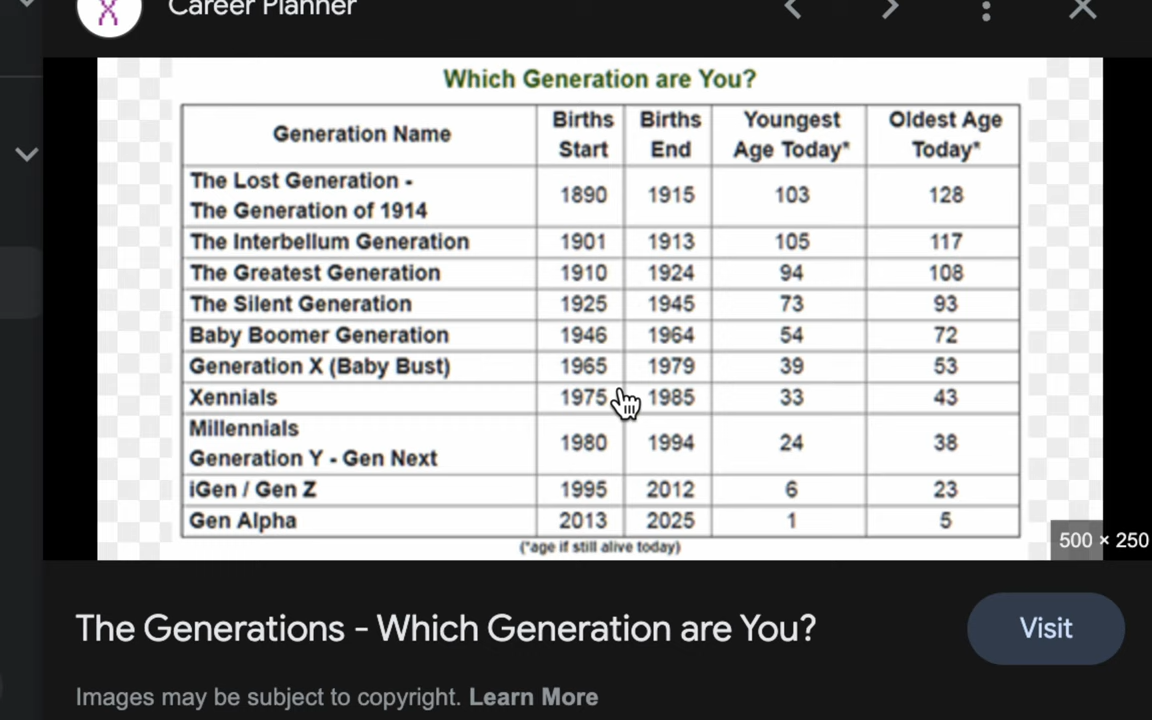 Career Planner
Which Generation are You?
Generation Name Births Start Births End Youngest Age Today* Oldest Age Today*
The Lost Generation - The Generation of 1914 1890 1915 103 128
The Interbellum Generation 1901 1913 105 117
The Greatest Generation 1910 1924 94 108
The Silent Generation 1925 1945 73 93
Baby Boomer Generation 1946 1964 54 72
Generation X (Baby Bust) 1965 1979 39 53
Xennials 1975 1985 33 43
Millennials Generation Y - Gen Next 1980 1994 24 38
iGen / Gen Z 1995 2012 6 23
Gen Alpha 2013 2025 1 5
(*age if still alive today)
500 × 250
The Generations - Which Generation are You?
Visit
Images may be subject to copyright. Learn More